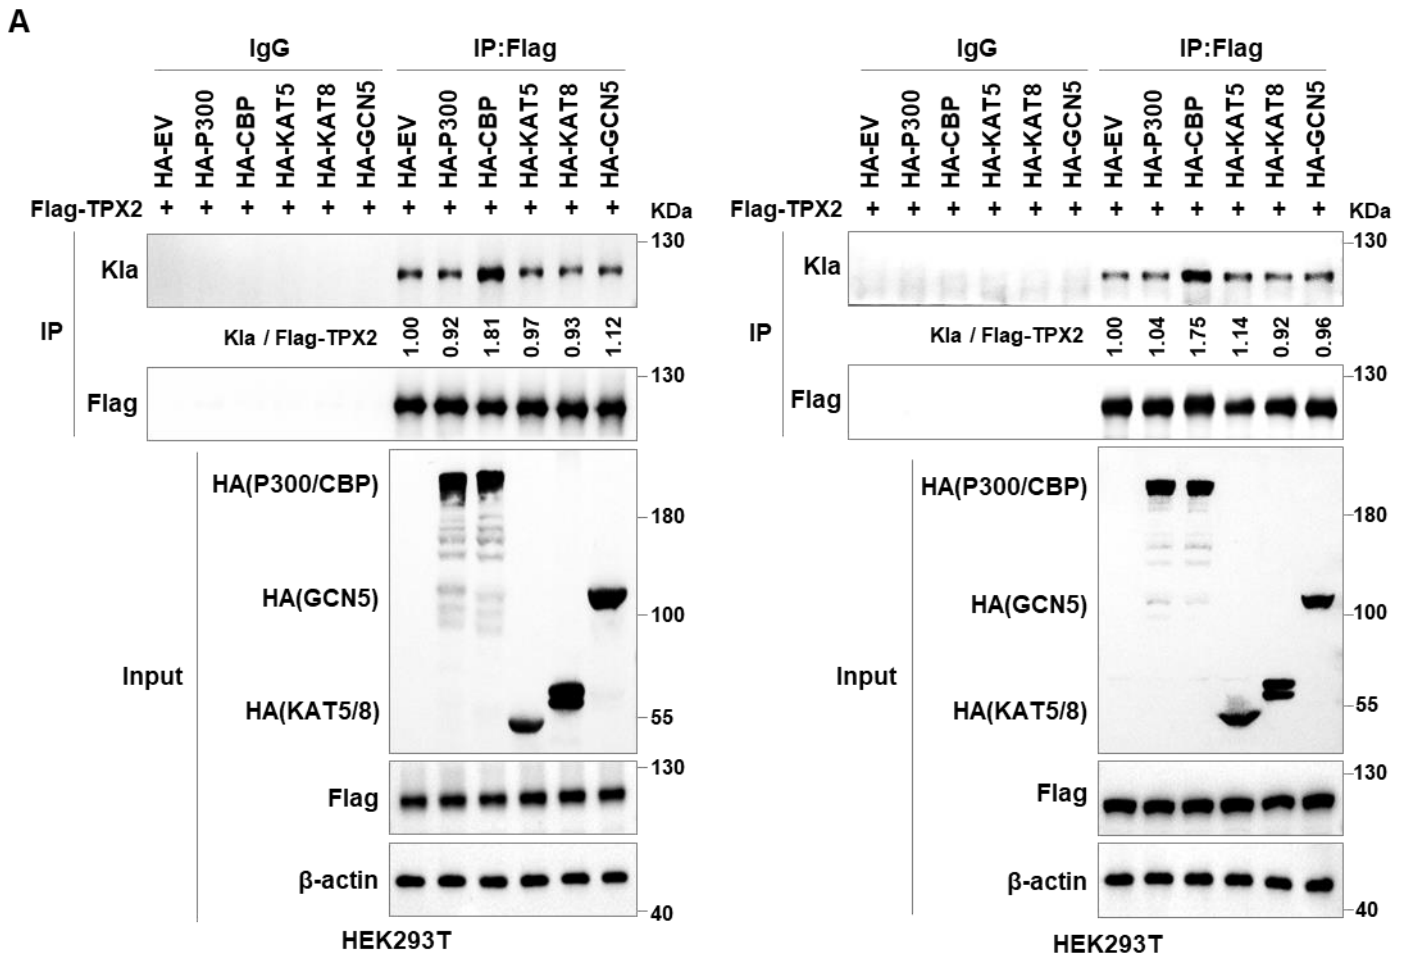 A
IgG IP:Flag
HA-EV HA-P300 HA-CBP HA-KAT5 HA-KAT8 HA-GCN5 HA-EV HA-P300 HA-CBP HA-KAT5 HA-KAT8 HA-GCN5
Flag-TPX2 + + + + + + + + + + + + KDa
IP
Kla 130
Kla / Flag-TPX2 1.00 0.92 1.81 0.97 0.93 1.12
Flag 130
Input
HA(P300/CBP)
180
HA(GCN5)
100
HA(KAT5/8)
55
Flag 130
β-actin
40
HEK293T
IgG IP:Flag
HA-EV HA-P300 HA-CBP HA-KAT5 HA-KAT8 HA-GCN5 HA-EV HA-P300 HA-CBP HA-KAT5 HA-KAT8 HA-GCN5
Flag-TPX2 + + + + + + + + + + + + KDa
IP
Kla 130
Kla / Flag-TPX2 1.00 1.04 1.75 1.14 0.92 0.96
Flag 130
Input
HA(P300/CBP)
180
HA(GCN5)
100
HA(KAT5/8)
55
Flag 130
β-actin
40
HEK293T